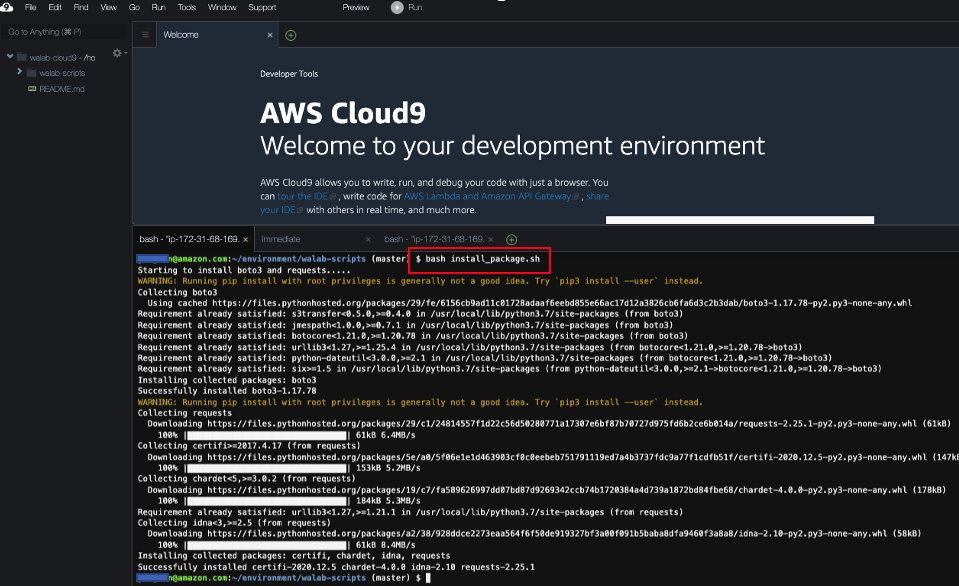 9 File Edit Find View Go Run Tools Window Support Preview Run
Go to Anything (⌘ P)
Welcome
walab-cloud9 - /ho
walab-scripts
README.md
Developer Tools
AWS Cloud9
Welcome to your development environment
AWS Cloud9 allows you to write, run, and debug your code with just a browser. You
can tour the IDE, write code for AWS Lambda and Amazon API Gateway, share
your IDE with others in real time, and much more.
bash - "ip-172-31-68-169. Immediate bash - "ip-172-31-68-169.
n@amazon.com:~/environment/walab-scripts (master) $ bash install_package.sh
Starting to install boto3 and requests.....
WARNING: Running pip install with root privileges is generally not a good idea. Try `pip3 install --user` instead.
Collecting boto3
Using cached https://files.pythonhosted.org/packages/29/fe/6156cb9ad11c01728adaaf6eebd855e66ac17d12a3826cb6fa6d3c2b3dab/boto3-1.17.78-py2.py3-none-any.whl
Requirement already satisfied: s3transfer<0.5.0,>=0.4.0 in /usr/local/lib/python3.7/site-packages (from boto3)
Requirement already satisfied: jmespath<1.0.0,>=0.7.1 in /usr/local/lib/python3.7/site-packages (from boto3)
Requirement already satisfied: botocore<1.21.0,>=1.20.78 in /usr/local/lib/python3.7/site-packages (from boto3)
Requirement already satisfied: urllib3<1.27,>=1.25.4 in /usr/local/lib/python3.7/site-packages (from botocore<1.21.0,>=1.20.78->boto3)
Requirement already satisfied: python-dateutil<3.0.0,>=2.1 in /usr/local/lib/python3.7/site-packages (from botocore<1.21.0,>=1.20.78->boto3)
Requirement already satisfied: six>=1.5 in /usr/local/lib/python3.7/site-packages (from python-dateutil<3.0.0,>=2.1->botocore<1.21.0,>=1.20.78->boto3)
Installing collected packages: boto3
Successfully installed boto3-1.17.78
WARNING: Running pip install with root privileges is generally not a good idea. Try `pip3 install --user` instead.
Collecting requests
Downloading https://files.pythonhosted.org/packages/29/c1/24814557f1d22c56d50280771a17307e6bf87b70727d975fd6b2ce6b014a/requests-2.25.1-py2.py3-none-any.whl (61kB)
100% || 61kB 6.4MB/s
Collecting certifi>=2017.4.17 (from requests)
Downloading https://files.pythonhosted.org/packages/5e/a0/5f06e1e1d463903cf0c0eebeb751791119ed7a4b3737fdc9a77f1cdfb51f/certifi-2020.12.5-py2.py3-none-any.whl (147k
100% || 153kB 5.2MB/s
Collecting chardet<5,>=3.0.2 (from requests)
Downloading https://files.pythonhosted.org/packages/19/c7/fa589626997dd07bd87d9269342ccb74b1720384a4d739a1872bd84fbe68/chardet-4.0.0-py2.py3-none-any.whl (178kB)
100% || 184kB 5.3MB/s
Requirement already satisfied: urllib3<1.27,>=1.21.1 in /usr/local/lib/python3.7/site-packages (from requests)
Collecting idna<3,>=2.5 (from requests)
Downloading https://files.pythonhosted.org/packages/a2/38/928ddce2273eaa564f6f50de919327bf3a00f091b5baba8dfa9460f3a8a8/idna-2.10-py2.py3-none-any.whl (58kB)
100% || 61kB 8.4MB/s
Installing collected packages: certifi, chardet, idna, requests
Successfully installed certifi-2020.12.5 chardet-4.0.0 idna-2.10 requests-2.25.1
n@amazon.com:~/environment/walab-scripts (master) $